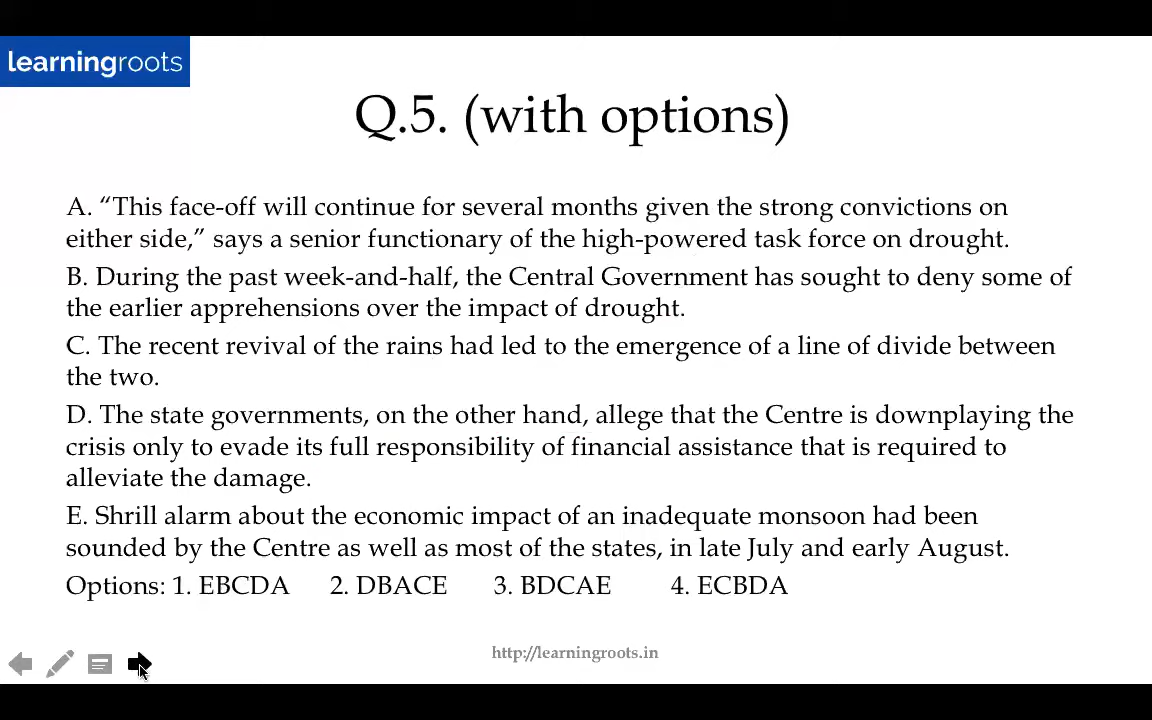 learningroots
Q.5. (with options)
A. “This face-off will continue for several months given the strong convictions on
either side,” says a senior functionary of the high-powered task force on drought.
B. During the past week-and-half, the Central Government has sought to deny some of
the earlier apprehensions over the impact of drought.
C. The recent revival of the rains had led to the emergence of a line of divide between
the two.
D. The state governments, on the other hand, allege that the Centre is downplaying the
crisis only to evade its full responsibility of financial assistance that is required to
alleviate the damage.
E. Shrill alarm about the economic impact of an inadequate monsoon had been
sounded by the Centre as well as most of the states, in late July and early August.
Options: 1. EBCDA 2. DBACE 3. BDCAE 4. ECBDA
http://learningroots.in